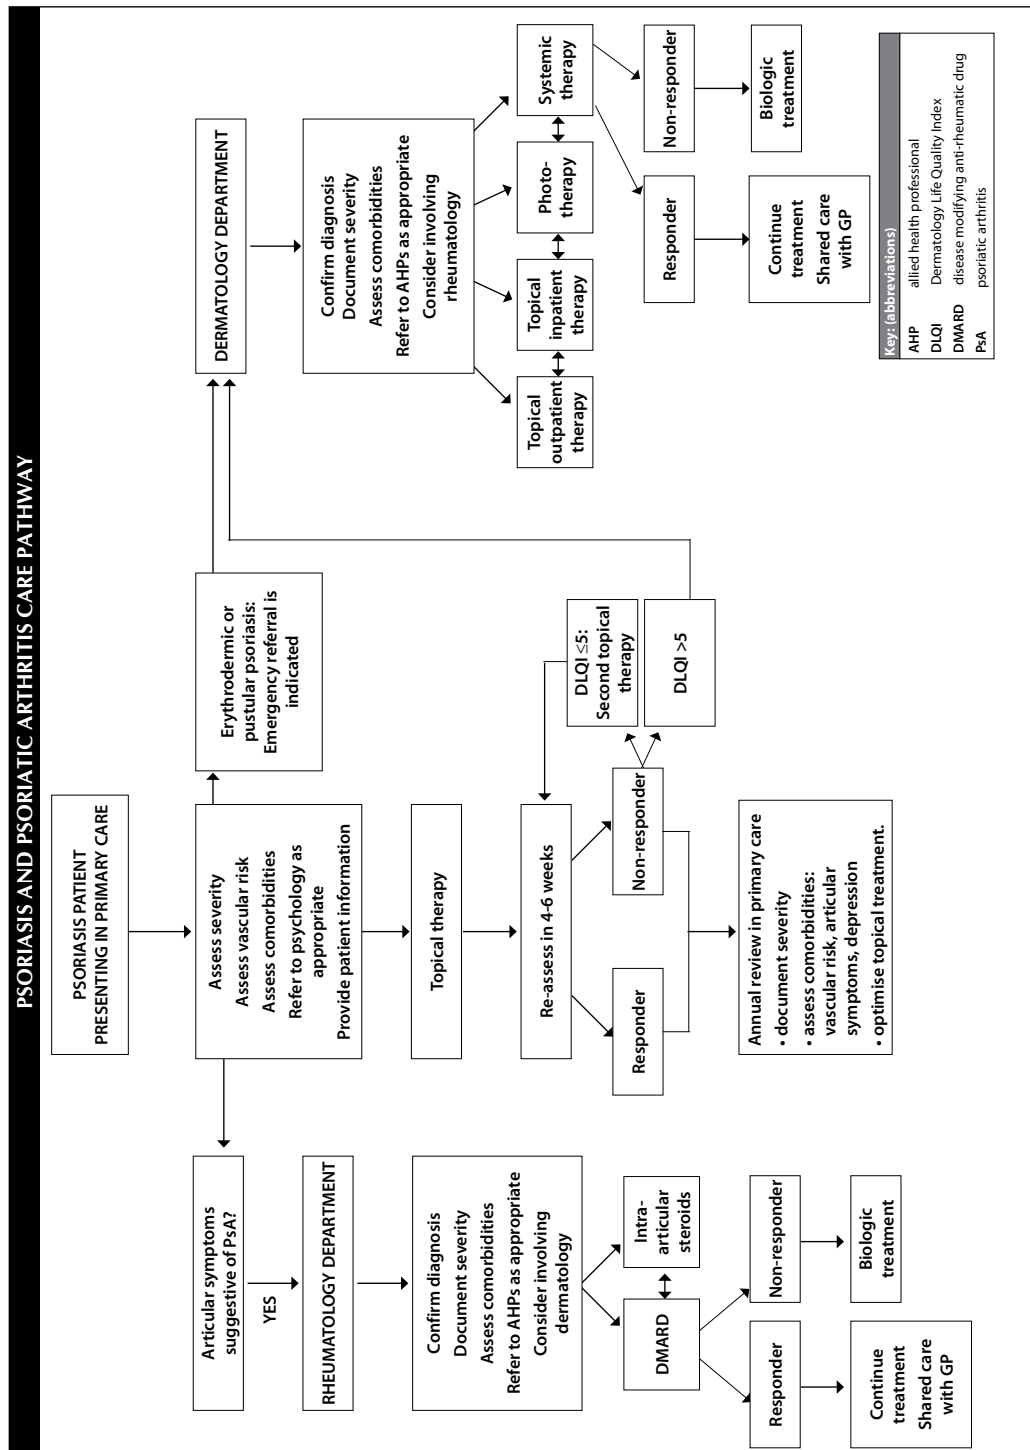 PSORIASIS AND PSORIATIC ARTHRITIS CARE PATHWAY
PSORIASIS PATIENT
PRESENTING IN PRIMARY CARE
Articular symptoms
suggestive of PsA?
YES
RHEUMATOLOGY DEPARTMENT
Confirm diagnosis
Document severity
Assess comorbidities
Refer to AHPs as appropriate
Consider involving
dermatology
DMARD
Intra-
articular
steroids
Responder
Non-responder
Continue
treatment
Shared care
with GP
Biologic
treatment
Assess severity
Assess vascular risk
Assess comorbidities
Refer to psychology as
appropriate
Provide patient information
Topical therapy
Re-assess in 4-6 weeks
Responder
Non-responder
DLQI ≤5:
Second topical
therapy
DLQI >5
Annual review in primary care
• document severity
• assess comorbidities:
vascular risk, articular
symptoms, depression
• optimise topical treatment.
Erythrodermic or
pustular psoriasis:
Emergency referral is
indicated
DERMATOLOGY DEPARTMENT
Confirm diagnosis
Document severity
Assess comorbidities
Refer to AHPs as appropriate
Consider involving
rheumatology
Topical
outpatient
therapy
Topical
inpatient
therapy
Photo-
therapy
Systemic
therapy
Responder
Non-responder
Continue
treatment
Shared care
with GP
Biologic
treatment
Key: (abbreviations)
AHP allied health professional
DLQI Dermatology Life Quality Index
DMARD disease modifying anti-rheumatic drug
PsA psoriatic arthritis